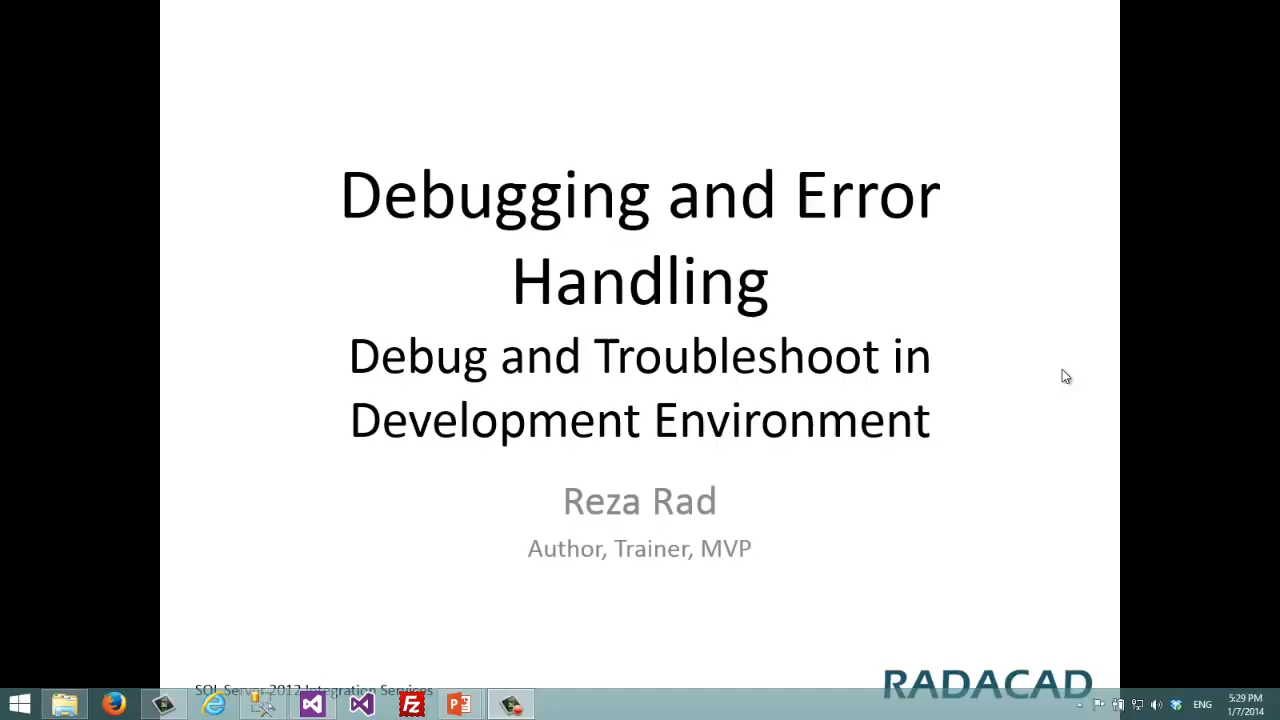 Debugging and Error
Handling
Debug and Troubleshoot in
Development Environment
Reza Rad
Author, Trainer, MVP
SQL Server 2012 Integration Services
RADACAD
ENG
5:29 PM
1/7/2014